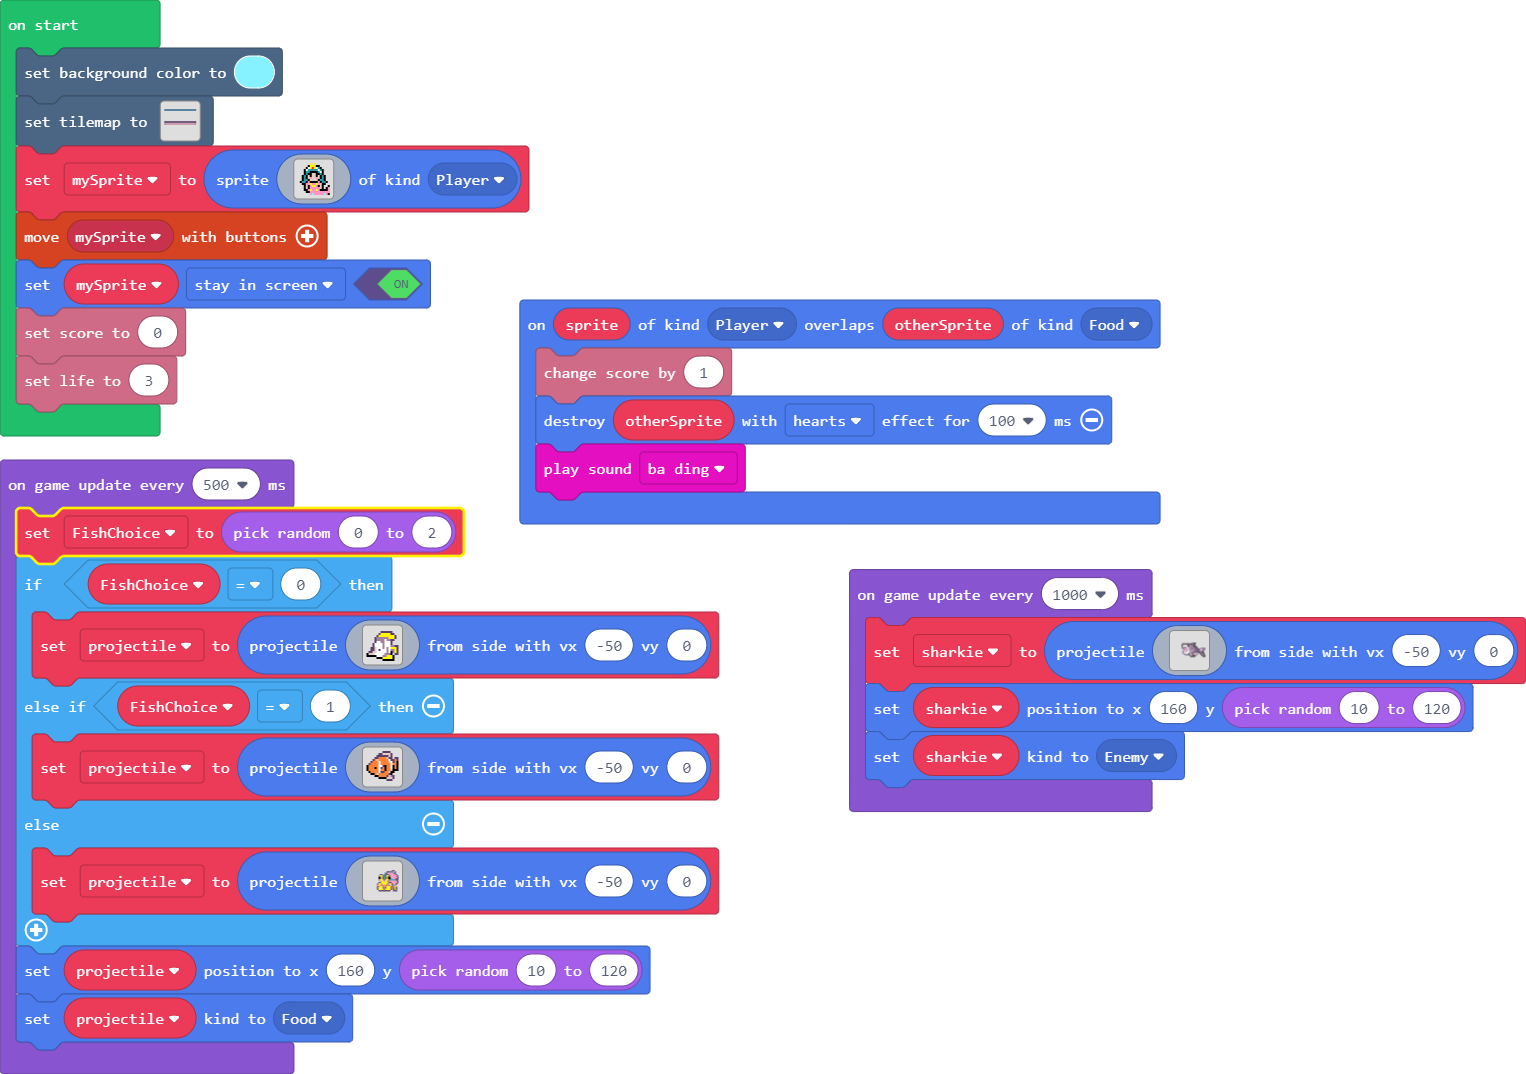 on start
set background color to
set tilemap to
set mySprite to sprite of kind Player
move mySprite with buttons
set mySprite stay in screen ON
set score to 0
set life to 3
on sprite of kind Player overlaps otherSprite of kind Food
change score by 1
destroy otherSprite with hearts effect for 100 ms
play sound ba ding
on game update every 500 ms
set FishChoice to pick random 0 to 2
if FishChoice = 0 then
set projectile to projectile from side with vx -50 vy 0
else if FishChoice = 1 then
set projectile to projectile from side with vx -50 vy 0
else
set projectile to projectile from side with vx -50 vy 0
set projectile position to x 160 y pick random 10 to 120
set projectile kind to Food
on game update every 1000 ms
set sharkie to projectile from side with vx -50 vy 0
set sharkie position to x 160 y pick random 10 to 120
set sharkie kind to Enemy